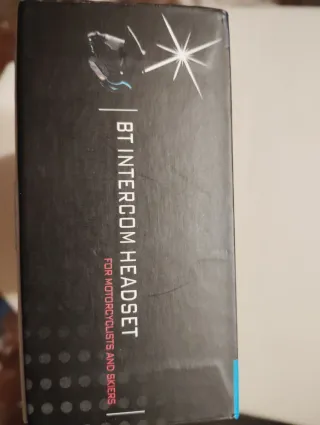 BT INTERCOM HEADSET
FOR MOTORCYCLISTS AND SKIERS